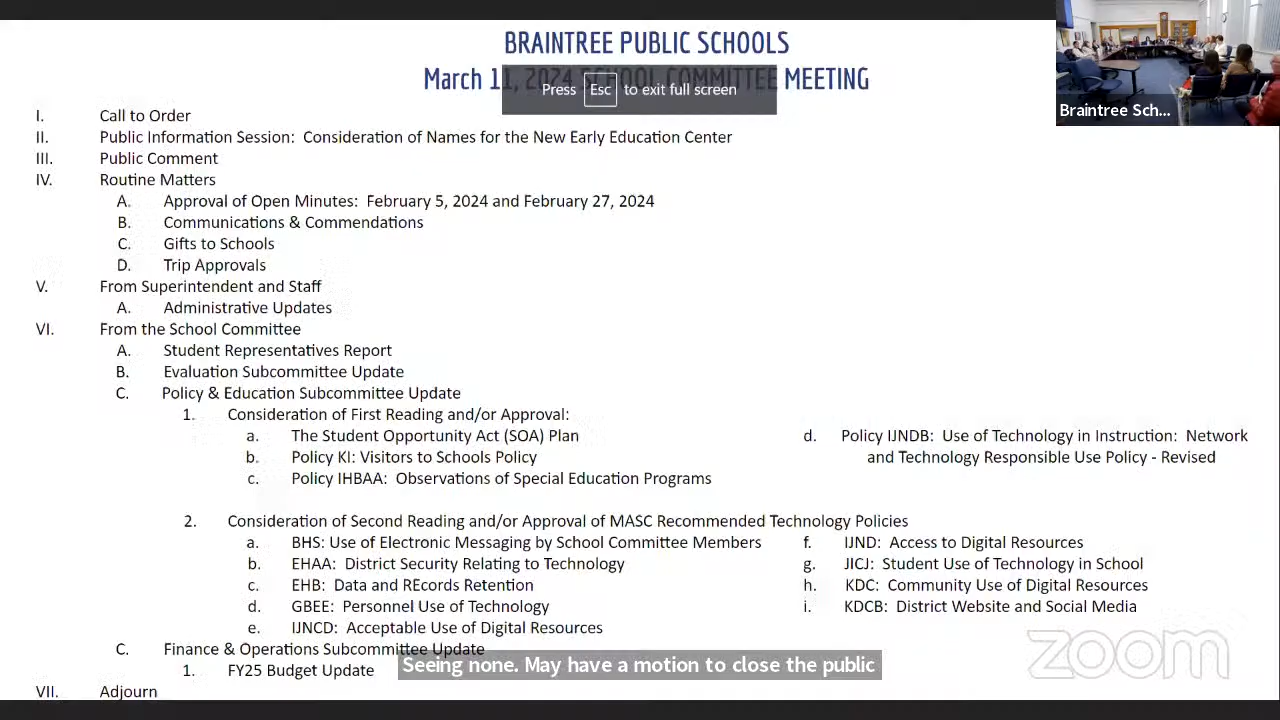 BRAINTREE PUBLIC SCHOOLS
March 11, 2024 SCHOOL COMMITTEE MEETING
Press Esc to exit full screen
Braintree Sch...
I. Call to Order
II. Public Information Session: Consideration of Names for the New Early Education Center
III. Public Comment
IV. Routine Matters
A. Approval of Open Minutes: February 5, 2024 and February 27, 2024
B. Communications & Commendations
C. Gifts to Schools
D. Trip Approvals
V. From Superintendent and Staff
A. Administrative Updates
VI. From the School Committee
A. Student Representatives Report
B. Evaluation Subcommittee Update
C. Policy & Education Subcommittee Update
1. Consideration of First Reading and/or Approval:
a. The Student Opportunity Act (SOA) Plan
b. Policy KI: Visitors to Schools Policy
c. Policy IHBAA: Observations of Special Education Programs
d. Policy IJNDB: Use of Technology in Instruction: Network
and Technology Responsible Use Policy - Revised
2. Consideration of Second Reading and/or Approval of MASC Recommended Technology Policies
a. BHS: Use of Electronic Messaging by School Committee Members
b. EHAA: District Security Relating to Technology
c. EHB: Data and REcords Retention
d. GBEE: Personnel Use of Technology
e. IJNCD: Acceptable Use of Digital Resources
f. IJND: Access to Digital Resources
g. JICJ: Student Use of Technology in School
h. KDC: Community Use of Digital Resources
i. KDCB: District Website and Social Media
C. Finance & Operations Subcommittee Update
1. FY25 Budget Update
VII. Adjourn
Seeing none. May have a motion to close the public
zoom